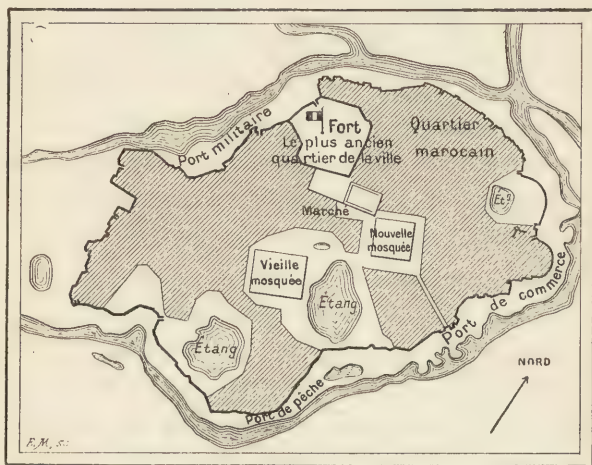 Port militaire
Fort
Le plus ancien
quartier de la ville
Quartier
marocain
Ét^g
Marché
Nouvelle
mosquée
Vieille
mosquée
Étang
Étang
Port de commerce
Port de pêche
NORD